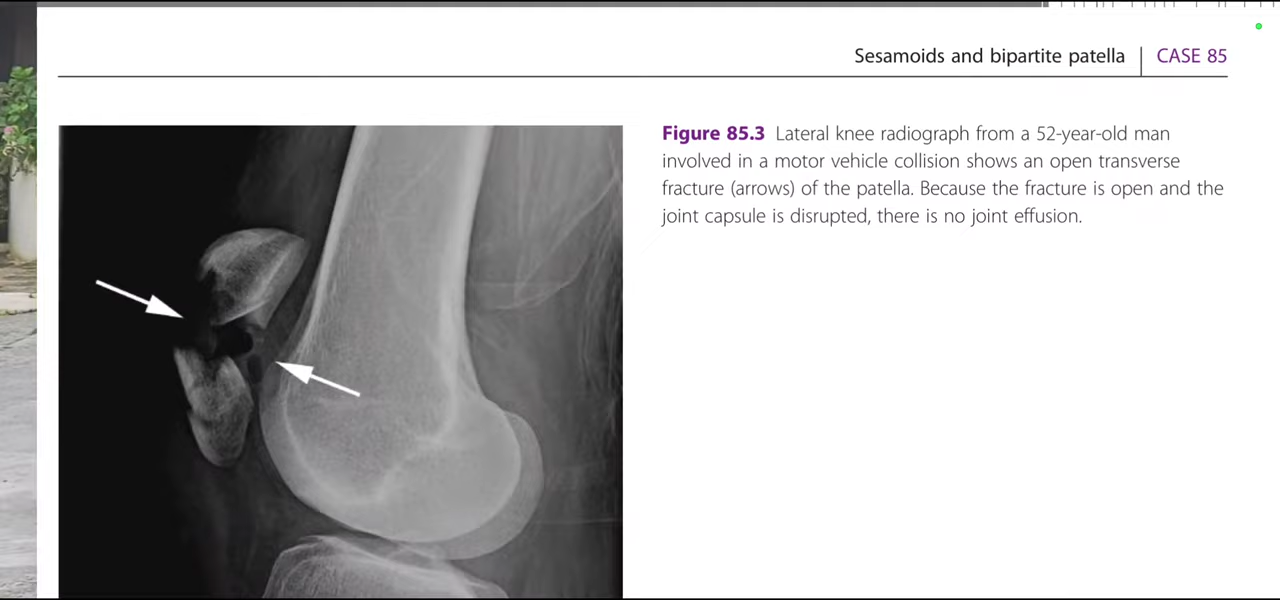 Sesamoids and bipartite patella | CASE 85
Figure 85.3 Lateral knee radiograph from a 52-year-old man
involved in a motor vehicle collision shows an open transverse
fracture (arrows) of the patella. Because the fracture is open and the
joint capsule is disrupted, there is no joint effusion.